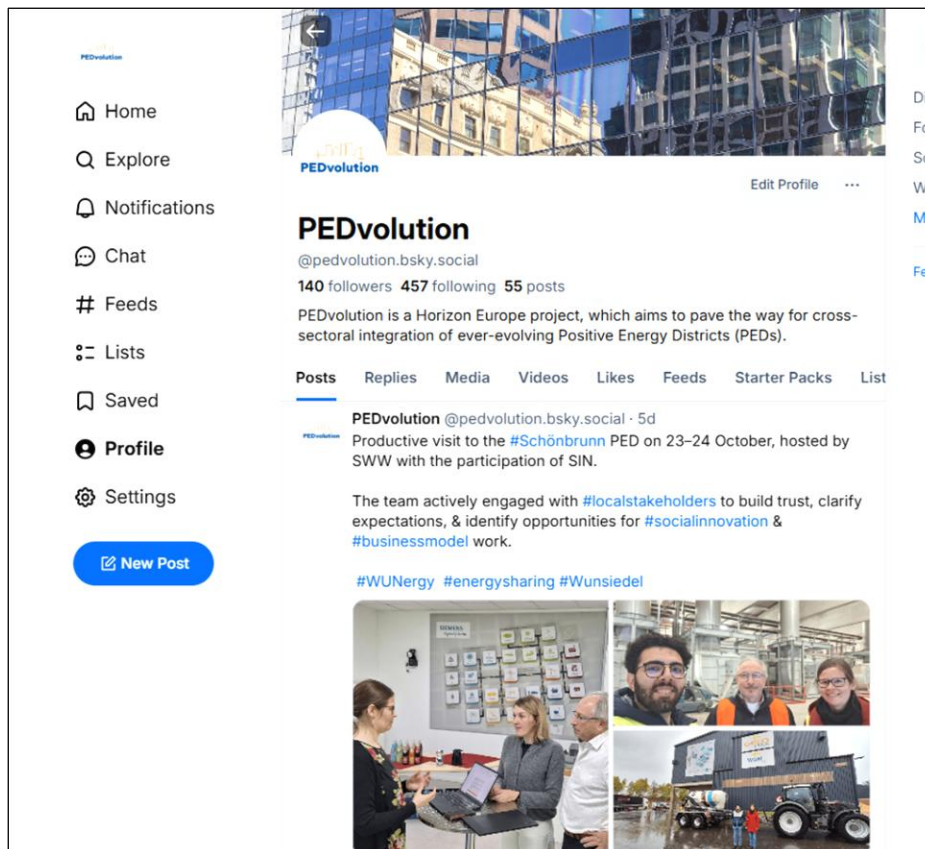 PEDvolution
Home
Explore
Notifications
Chat
Feeds
Lists
Saved
Profile
Settings
New Post
PEDvolution
Edit Profile
PEDvolution
@pedvolution.bsky.social
140 followers 457 following 55 posts
PEDvolution is a Horizon Europe project, which aims to pave the way for cross-
sectoral integration of ever-evolving Positive Energy Districts (PEDs).
Posts Replies Media Videos Likes Feeds Starter Packs List
PEDvolution @pedvolution.bsky.social · 5d
PEDvolution
Productive visit to the #Schönbrunn PED on 23–24 October, hosted by
SWW with the participation of SIN.
The team actively engaged with #localstakeholders to build trust, clarify
expectations, & identify opportunities for #socialinnovation &
#businessmodel work.
#WUNergy #energysharing #Wunsiedel
SIEMENS